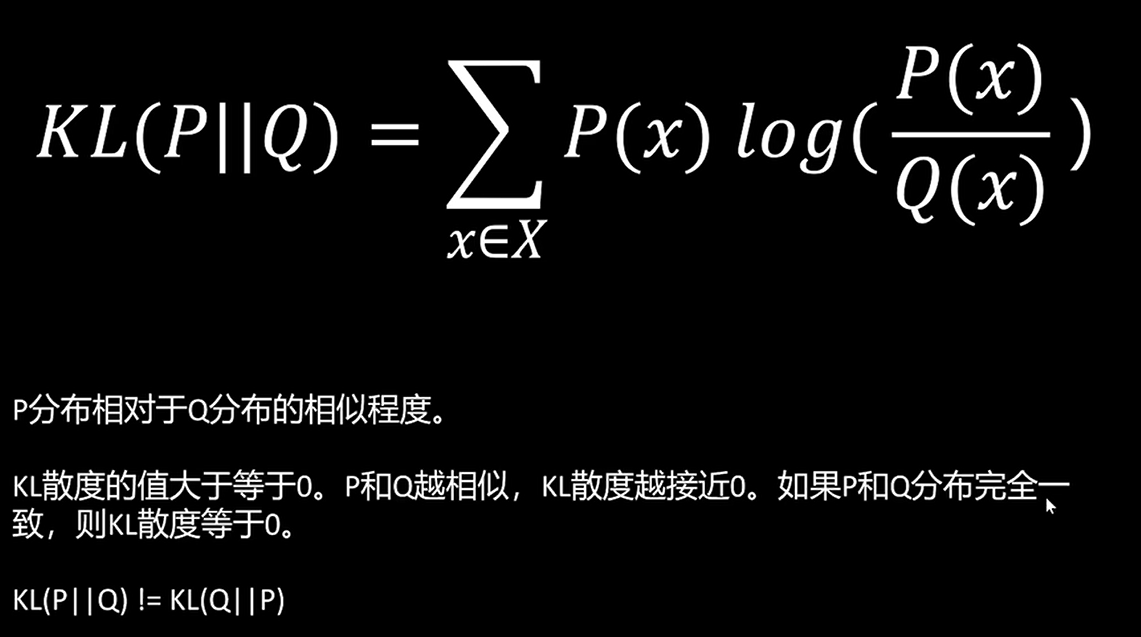 KL(P||Q) = ∑ x∈X P(x) log( P(x) / Q(x) )
P分布相对于Q分布的相似程度。
KL散度的值大于等于0。P和Q越相似，KL散度越接近0。如果P和Q分布完全一
致，则KL散度等于0。
KL(P||Q) != KL(Q||P)